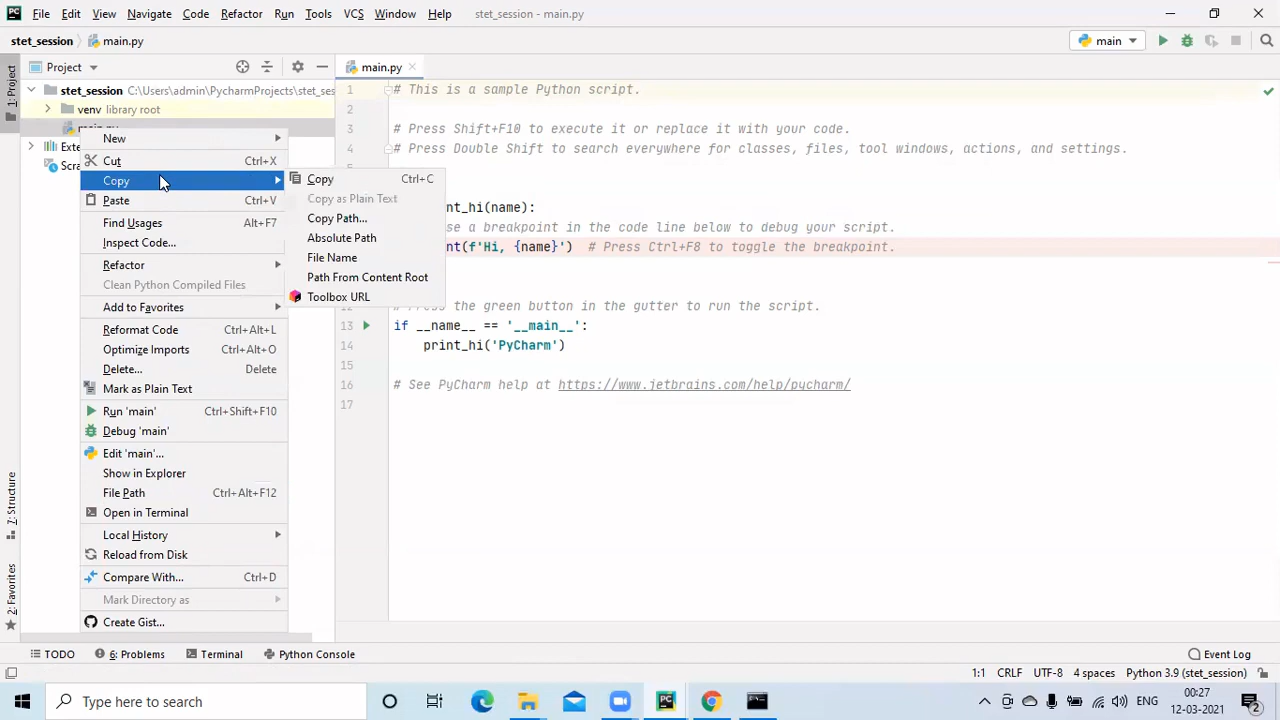 PC File Edit View Navigate Code Refactor Run Tools VCS Window Help stet_session - main.py
stet_session main.py main
Project main.py
1: Project
stet_session C:\Users\admin\PycharmProjects\stet_ses
venv library root
Exte
Scra
New
Cut Ctrl+X
Copy
Paste Ctrl+V
Find Usages Alt+F7
Inspect Code...
Refactor
Clean Python Compiled Files
Add to Favorites
Reformat Code Ctrl+Alt+L
Optimize Imports Ctrl+Alt+O
Delete... Delete
Mark as Plain Text
Run 'main' Ctrl+Shift+F10
Debug 'main'
Edit 'main'...
Show in Explorer
File Path Ctrl+Alt+F12
Open in Terminal
Local History
Reload from Disk
Compare With... Ctrl+D
Mark Directory as
Create Gist...
Copy Ctrl+C
Copy as Plain Text
Copy Path...
Absolute Path
File Name
Path From Content Root
Toolbox URL
1 # This is a sample Python script.
2
3 # Press Shift+F10 to execute it or replace it with your code.
4 # Press Double Shift to search everywhere for classes, files, tool windows, actions, and settings.
nt_hi(name):
se a breakpoint in the code line below to debug your script.
nt(f'Hi, {name}') # Press Ctrl+F8 to toggle the breakpoint.
the green button in the gutter to run the script.
13 if __name__ == '__main__':
14 print_hi('PyCharm')
15
16 # See PyCharm help at https://www.jetbrains.com/help/pycharm/
17
7: Structure
2: Favorites
TODO 6: Problems Terminal Python Console Event Log
1:1 CRLF UTF-8 4 spaces Python 3.9 (stet_session)
Type here to search
PC
ENG
00:27
12-03-2021
2